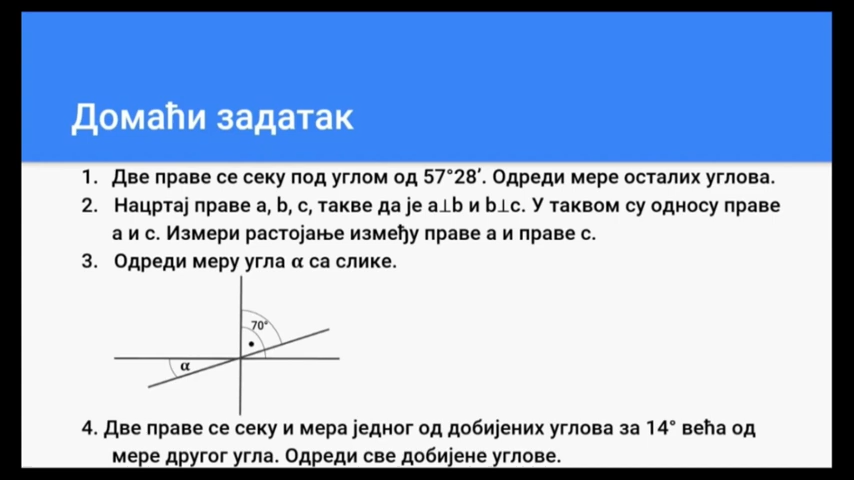 Домаћи задатак
1. Две праве се секу под углом од 57°28′. Одреди мере осталих углова.
2. Нацртај праве a, b, c, такве да је a⊥b и b⊥c. У таквом су односу праве
a и c. Измери растојање између праве a и праве c.
3. Одреди меру угла α са слике.
70°
α
4. Две праве се секу и мера једног од добијених углова за 14° већа од
мере другог угла. Одреди све добијене углове.